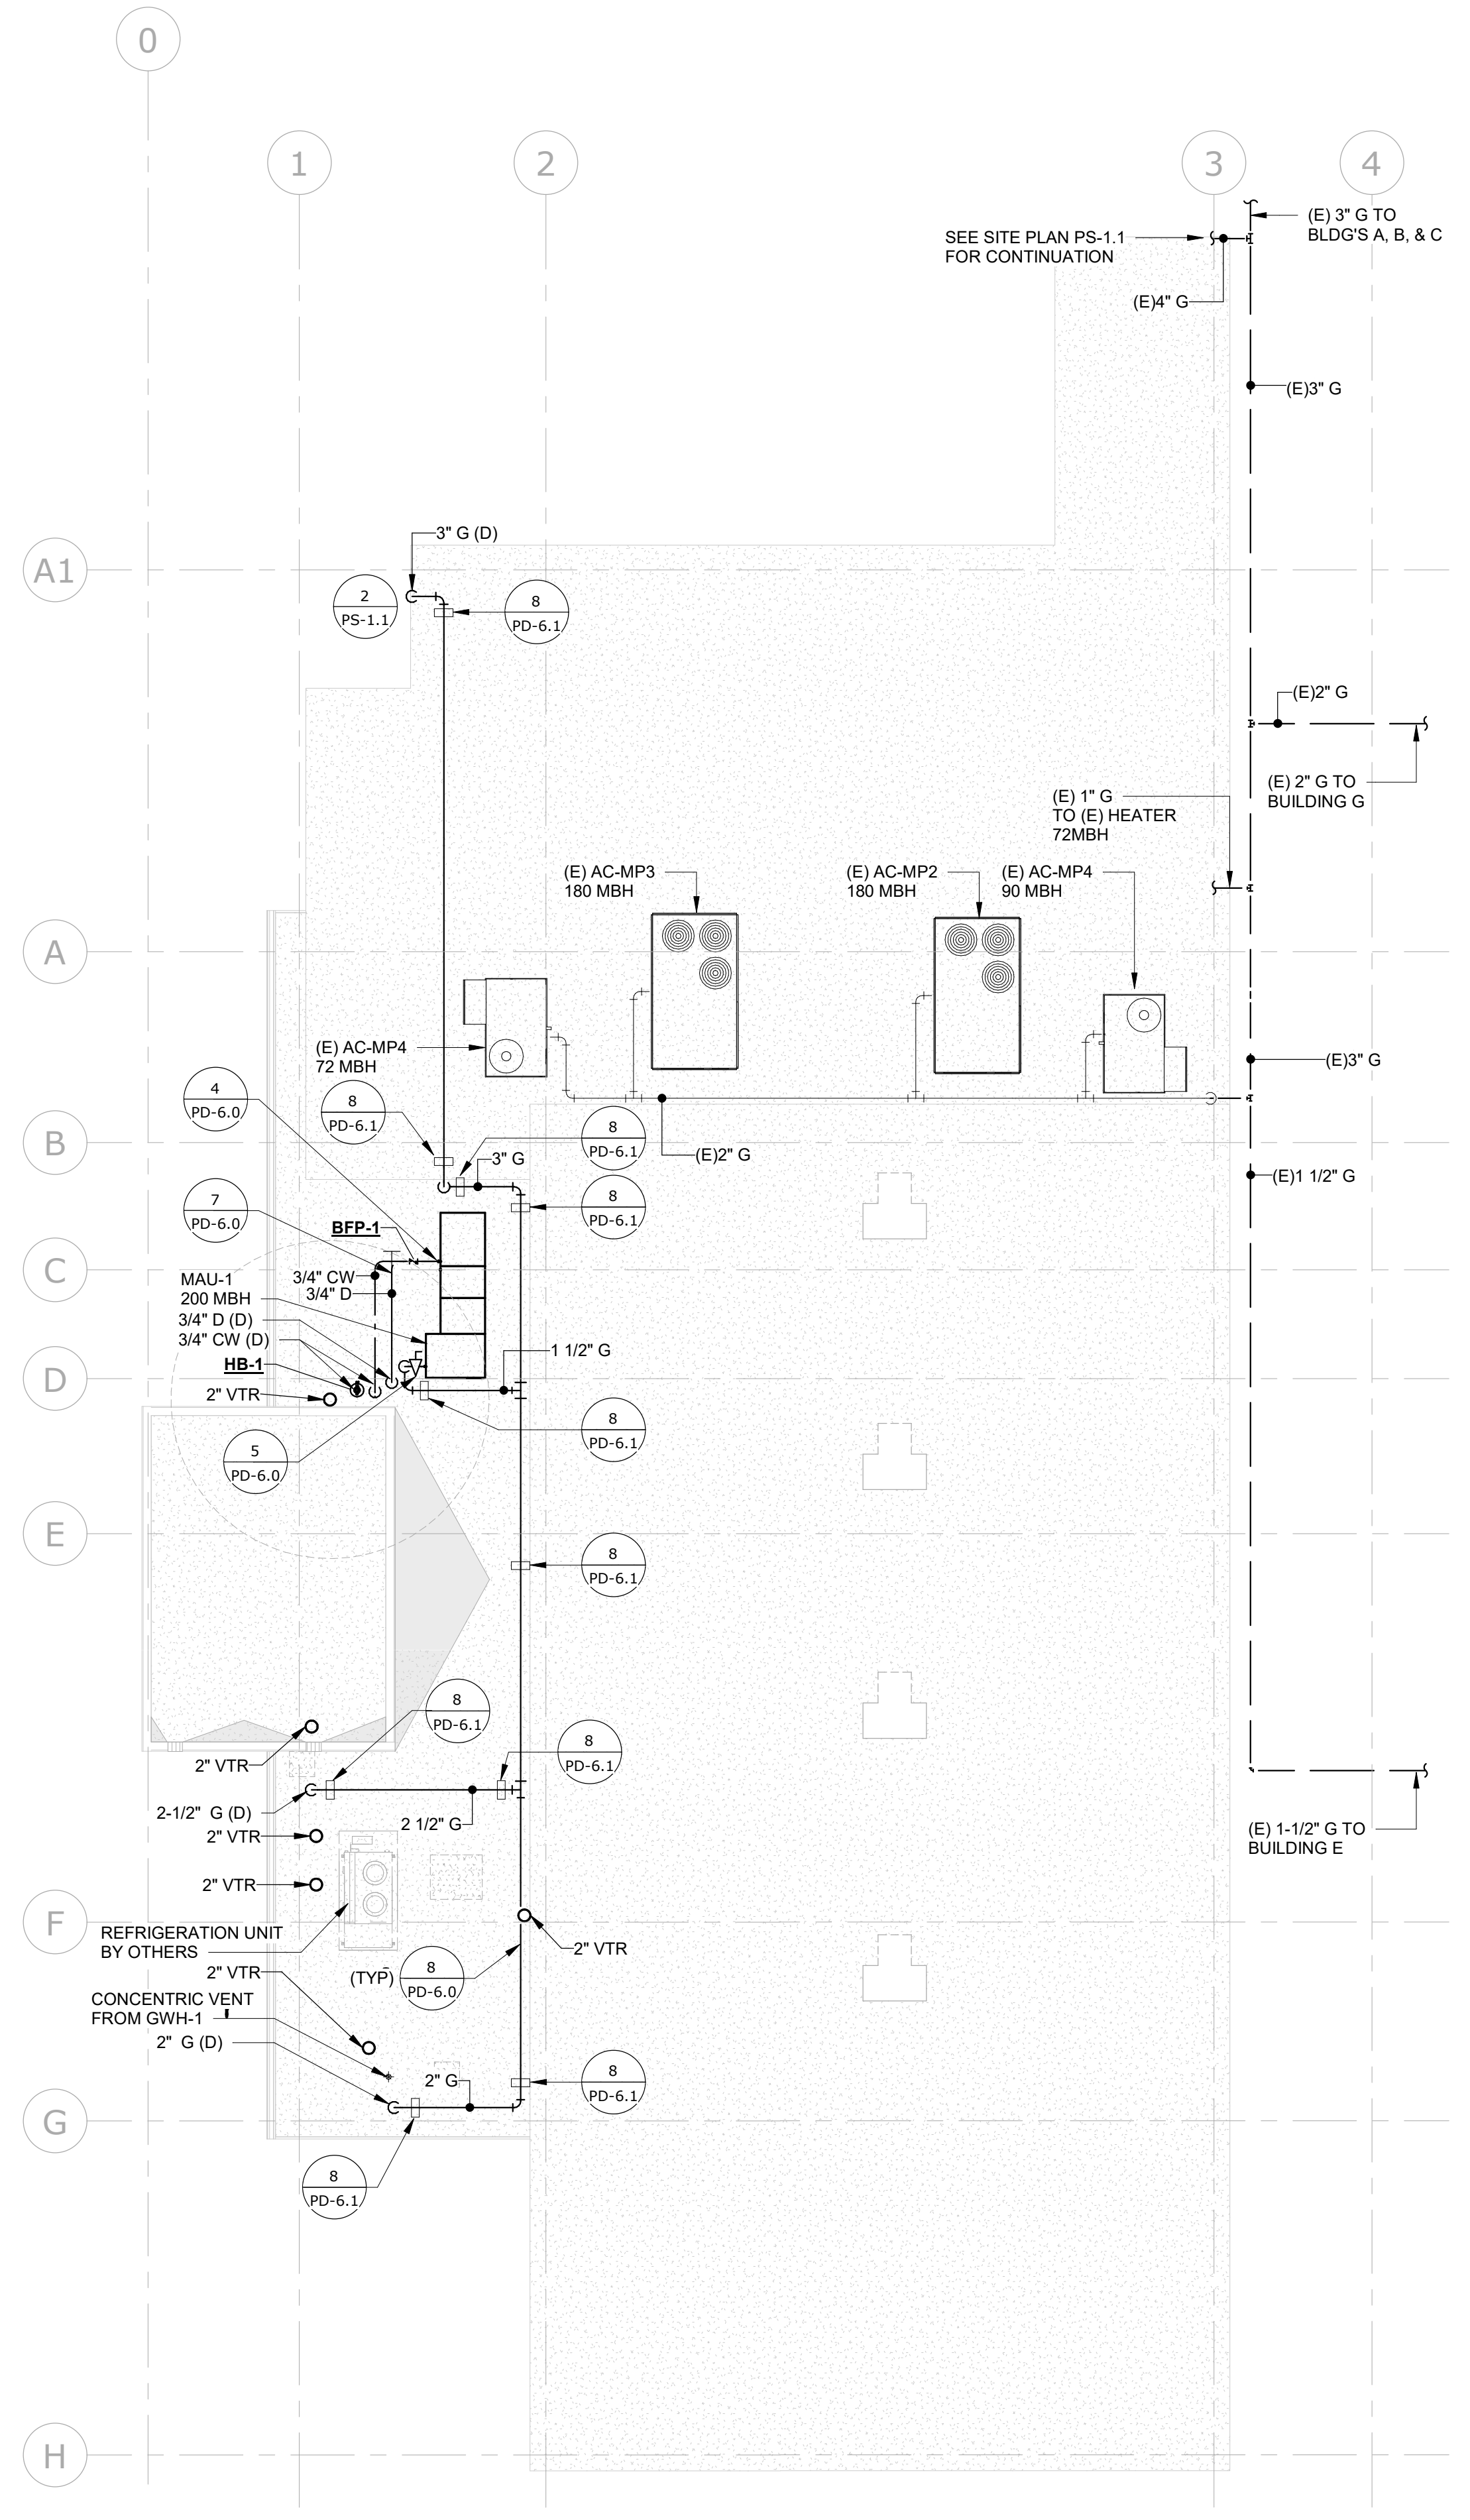 0
1
2
3
4
(E) 3" G TO
BLDG'S A, B, & C
SEE SITE PLAN PS-1.1
FOR CONTINUATION
(E)4" G
(E)3" G
3" G (D)
A1
2
PS-1.1
8
PD-6.1
(E)2" G
(E) 2" G TO
BUILDING G
(E) 1" G
TO (E) HEATER
72MBH
(E) AC-MP3
180 MBH
(E) AC-MP2
180 MBH
(E) AC-MP4
90 MBH
A
(E) AC-MP4
72 MBH
(E)3" G
4
PD-6.0
8
PD-6.1
8
PD-6.1
B
3" G
(E)2" G
(E)1 1/2" G
7
PD-6.0
8
PD-6.1
BFP-1
C
MAU-1
200 MBH
3/4" CW
3/4" D
3/4" D (D)
3/4" CW (D)
1 1/2" G
HB-1
D
2" VTR
8
PD-6.1
5
PD-6.0
E
8
PD-6.1
8
PD-6.1
8
PD-6.1
2" VTR
2-1/2" G (D)
2 1/2" G
2" VTR
(E) 1-1/2" G TO
BUILDING E
2" VTR
F
REFRIGERATION UNIT
BY OTHERS
2" VTR
2" VTR
(TYP)
8
PD-6.0
CONCENTRIC VENT
FROM GWH-1
2" G (D)
2" G
8
PD-6.1
G
8
PD-6.1
H